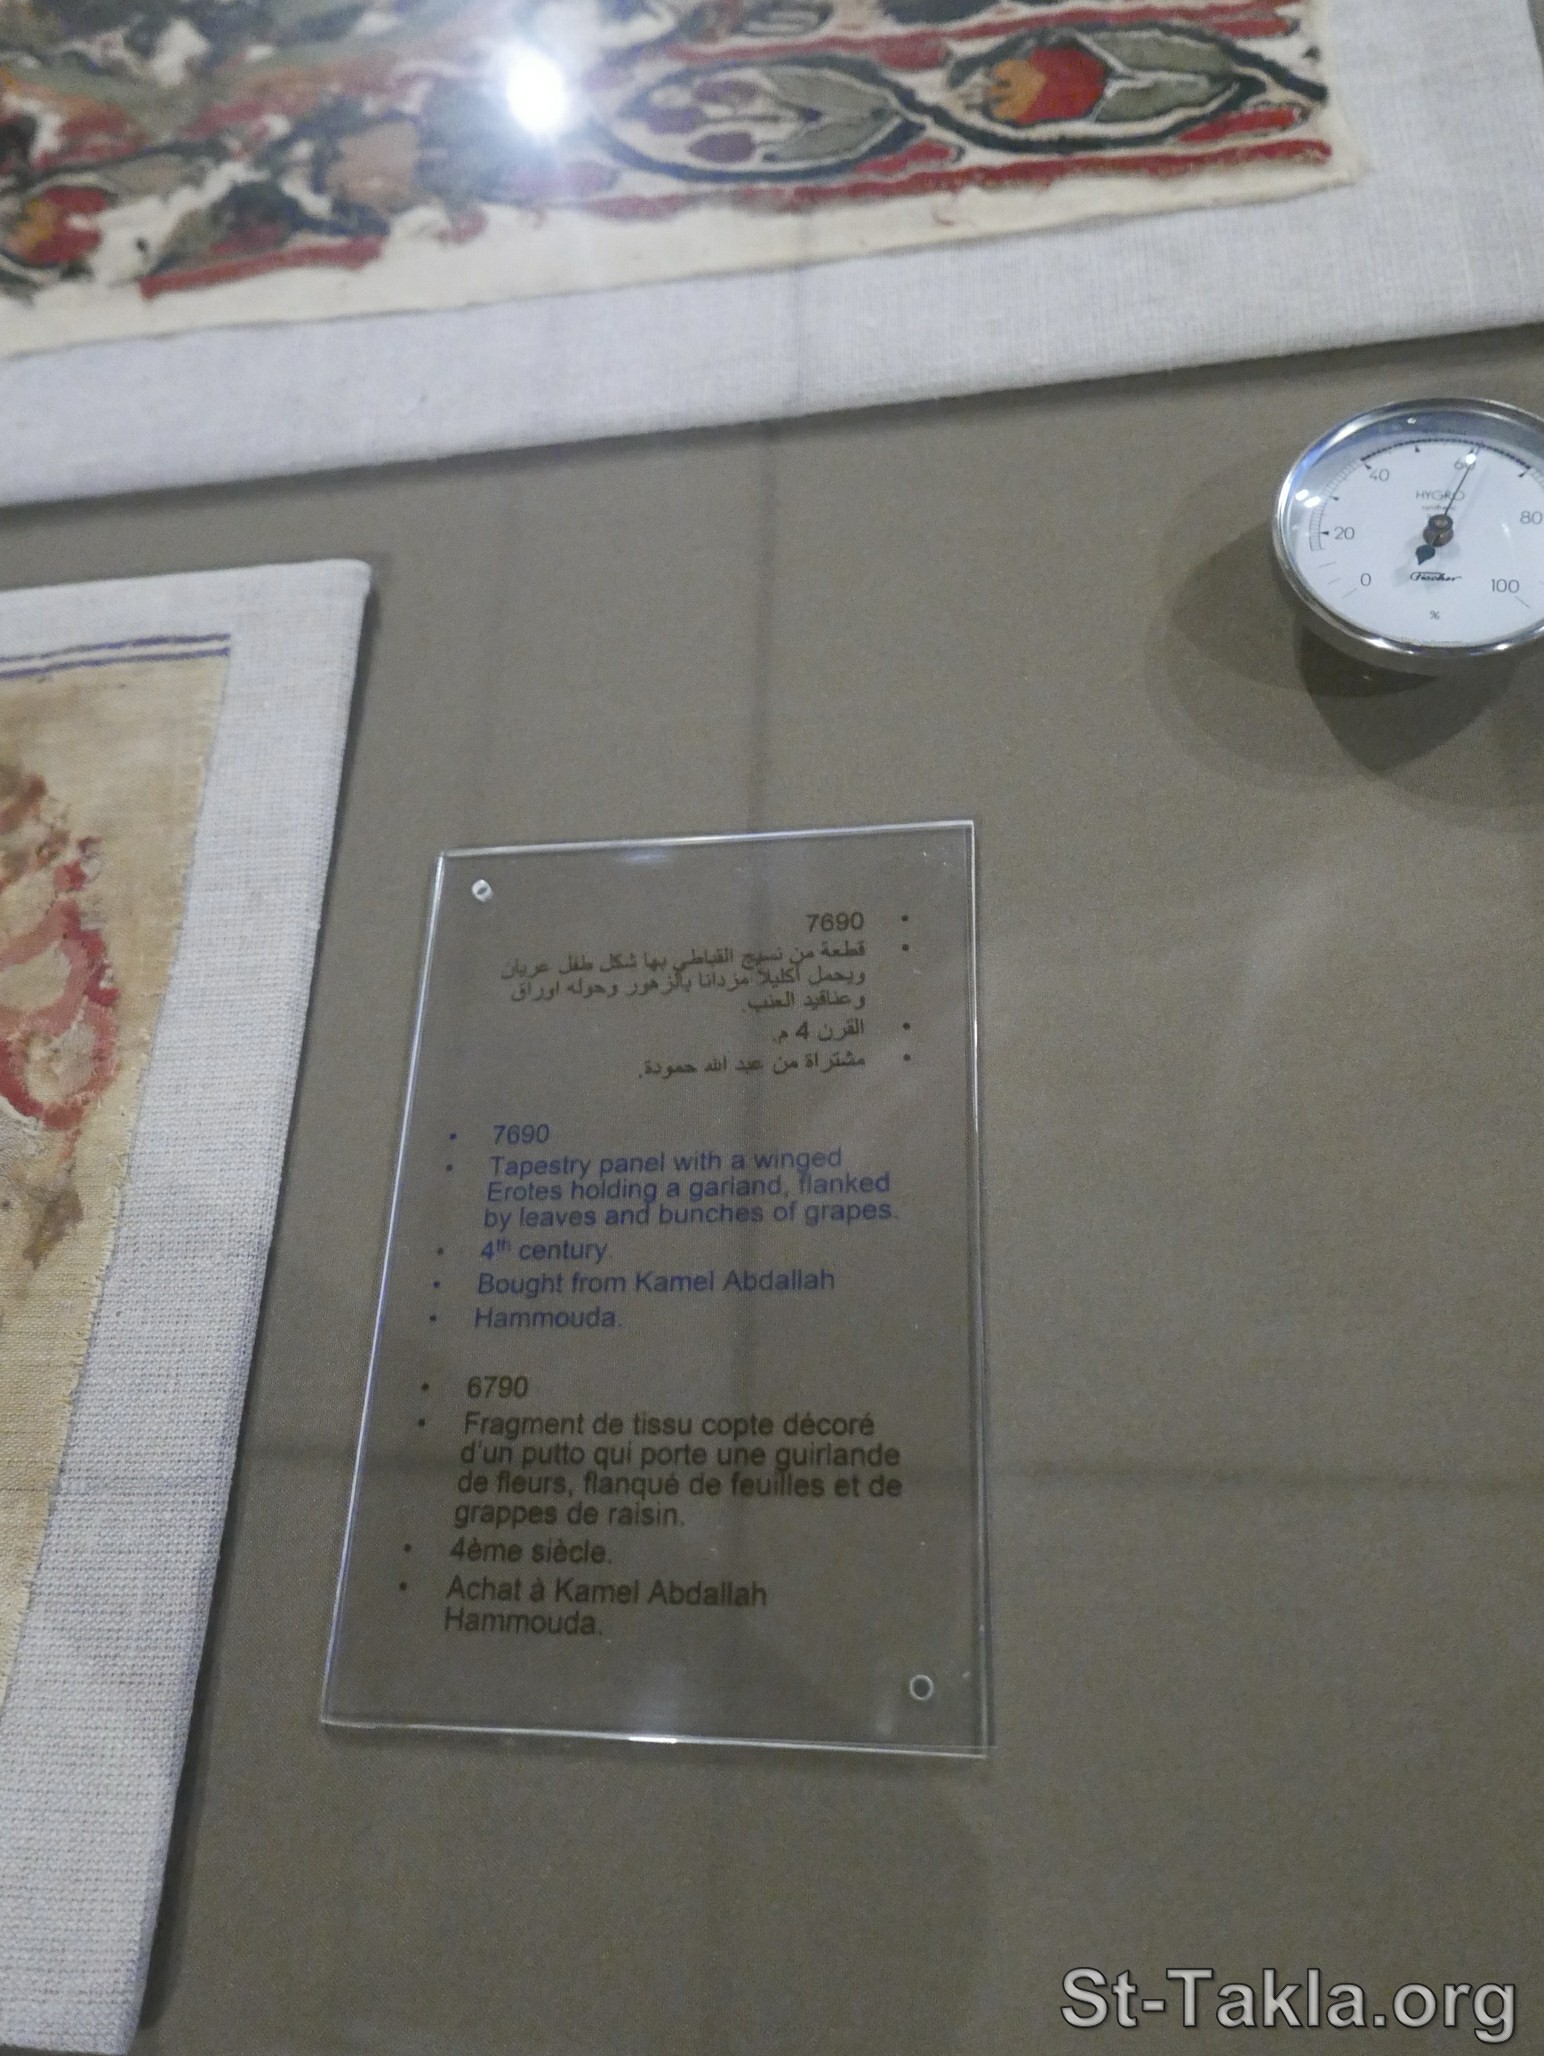 40
60
HYGRO
20
80
Fischer
0
100
%
• 7690
• قطعة من نسيج القباطي بها شكل طفل عريان
ويحمل أكليلاً مزدانا بالزهور وحوله اوراق
وعناقيد العنب.
• القرن 4 م.
• مشتراة من عبد الله حمودة.
• 7690
• Tapestry panel with a winged
Erotes holding a garland, flanked
by leaves and bunches of grapes.
• 4th century.
• Bought from Kamel Abdallah
• Hammouda.
• 6790
• Fragment de tissu copte décoré
d'un putto qui porte une guirlande
de fleurs, flanqué de feuilles et de
grappes de raisin.
• 4ème siècle.
• Achat à Kamel Abdallah
Hammouda.
St-Takla.org